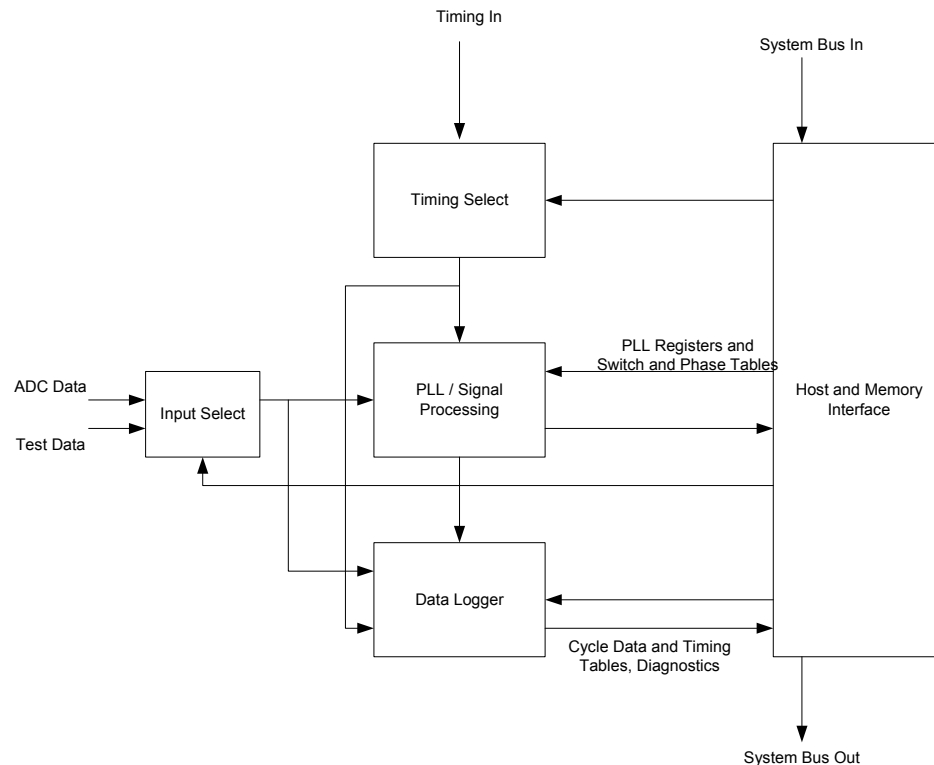 Timing In
System Bus In
Timing Select
PLL Registers and
Switch and Phase Tables
ADC Data
Input Select
Test Data
PLL / Signal
Processing
Host and Memory
Interface
Data Logger
Cycle Data and Timing
Tables, Diagnostics
System Bus Out